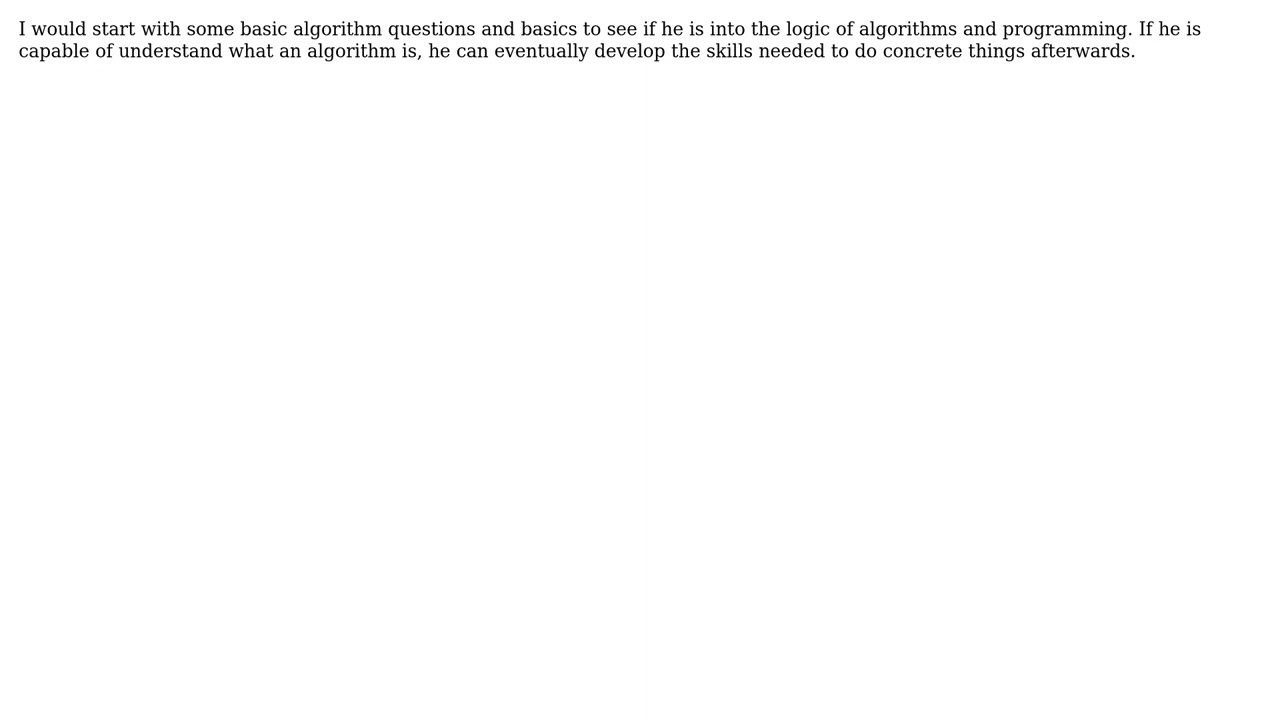 I would start with some basic algorithm questions and basics to see if he is into the logic of algorithms and programming. If he is
capable of understand what an algorithm is, he can eventually develop the skills needed to do concrete things afterwards.